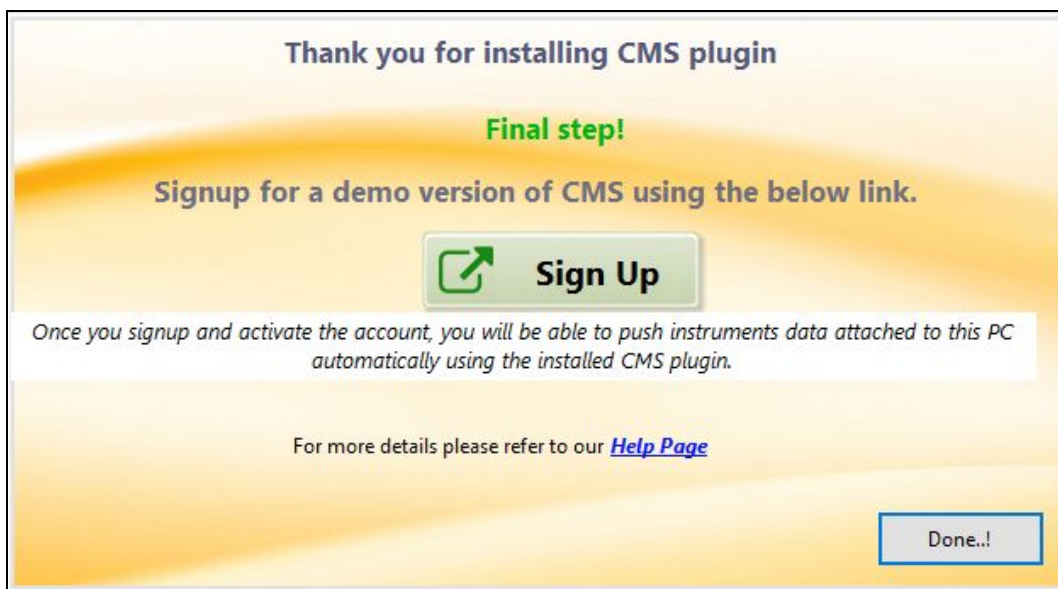 Thank you for installing CMS plugin
Final step!
Signup for a demo version of CMS using the below link.
Sign Up
Once you signup and activate the account, you will be able to push instruments data attached to this PC
automatically using the installed CMS plugin.
For more details please refer to our Help Page
Done..!